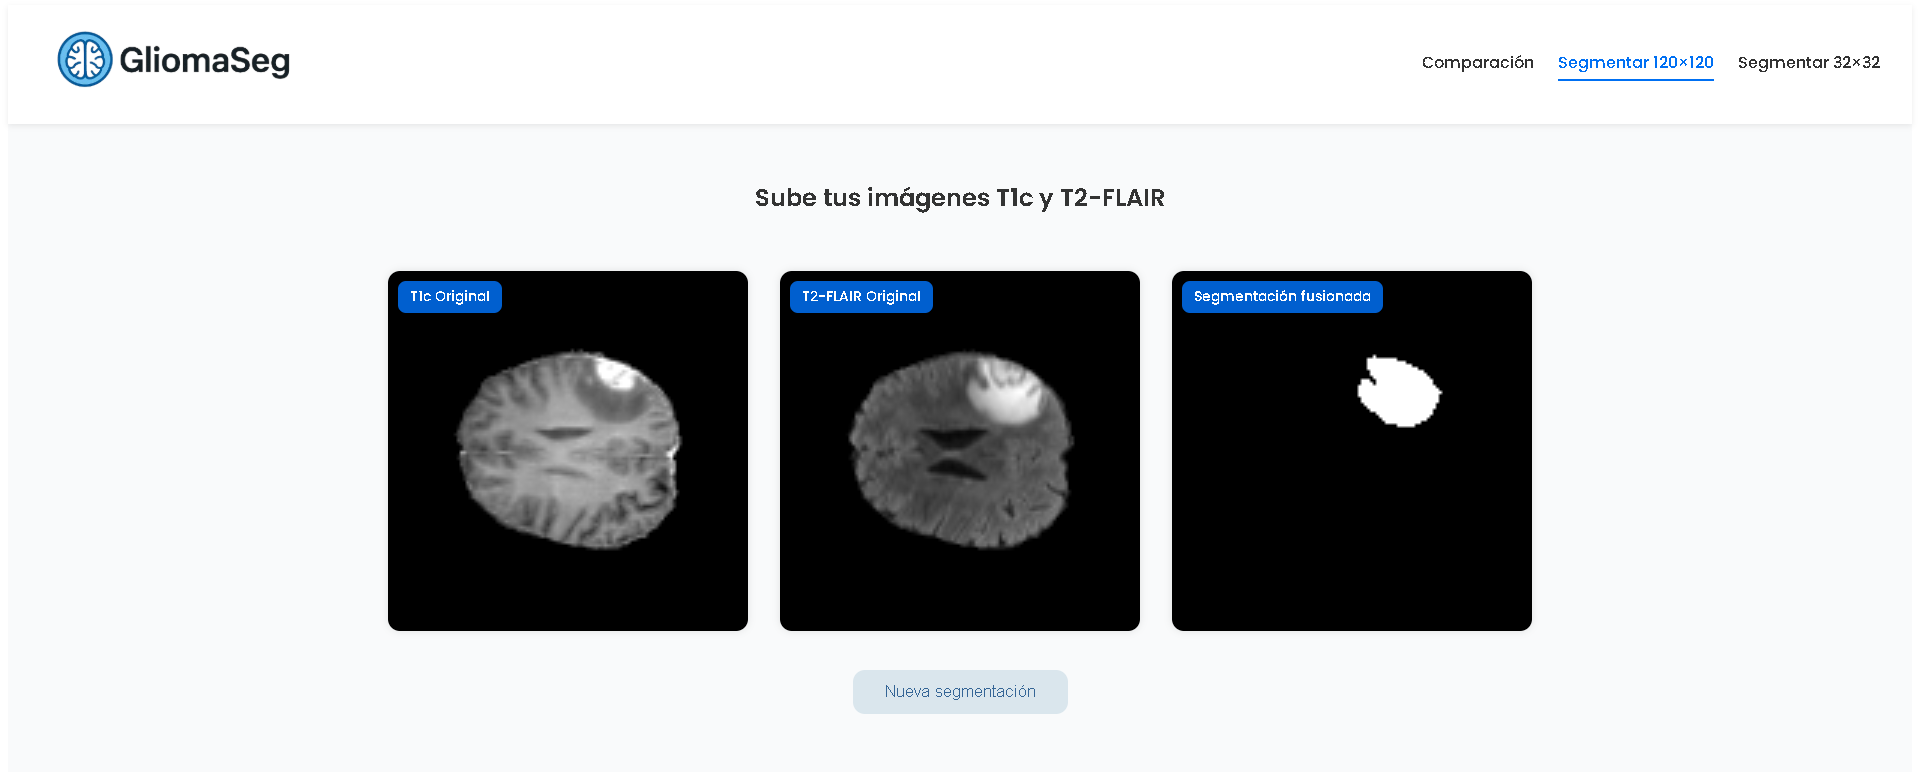 GliomaSeg
Comparación
Segmentar 120×120
Segmentar 32×32
Sube tus imágenes T1c y T2-FLAIR
T1c Original
T2-FLAIR Original
Segmentación fusionada
Nueva segmentación